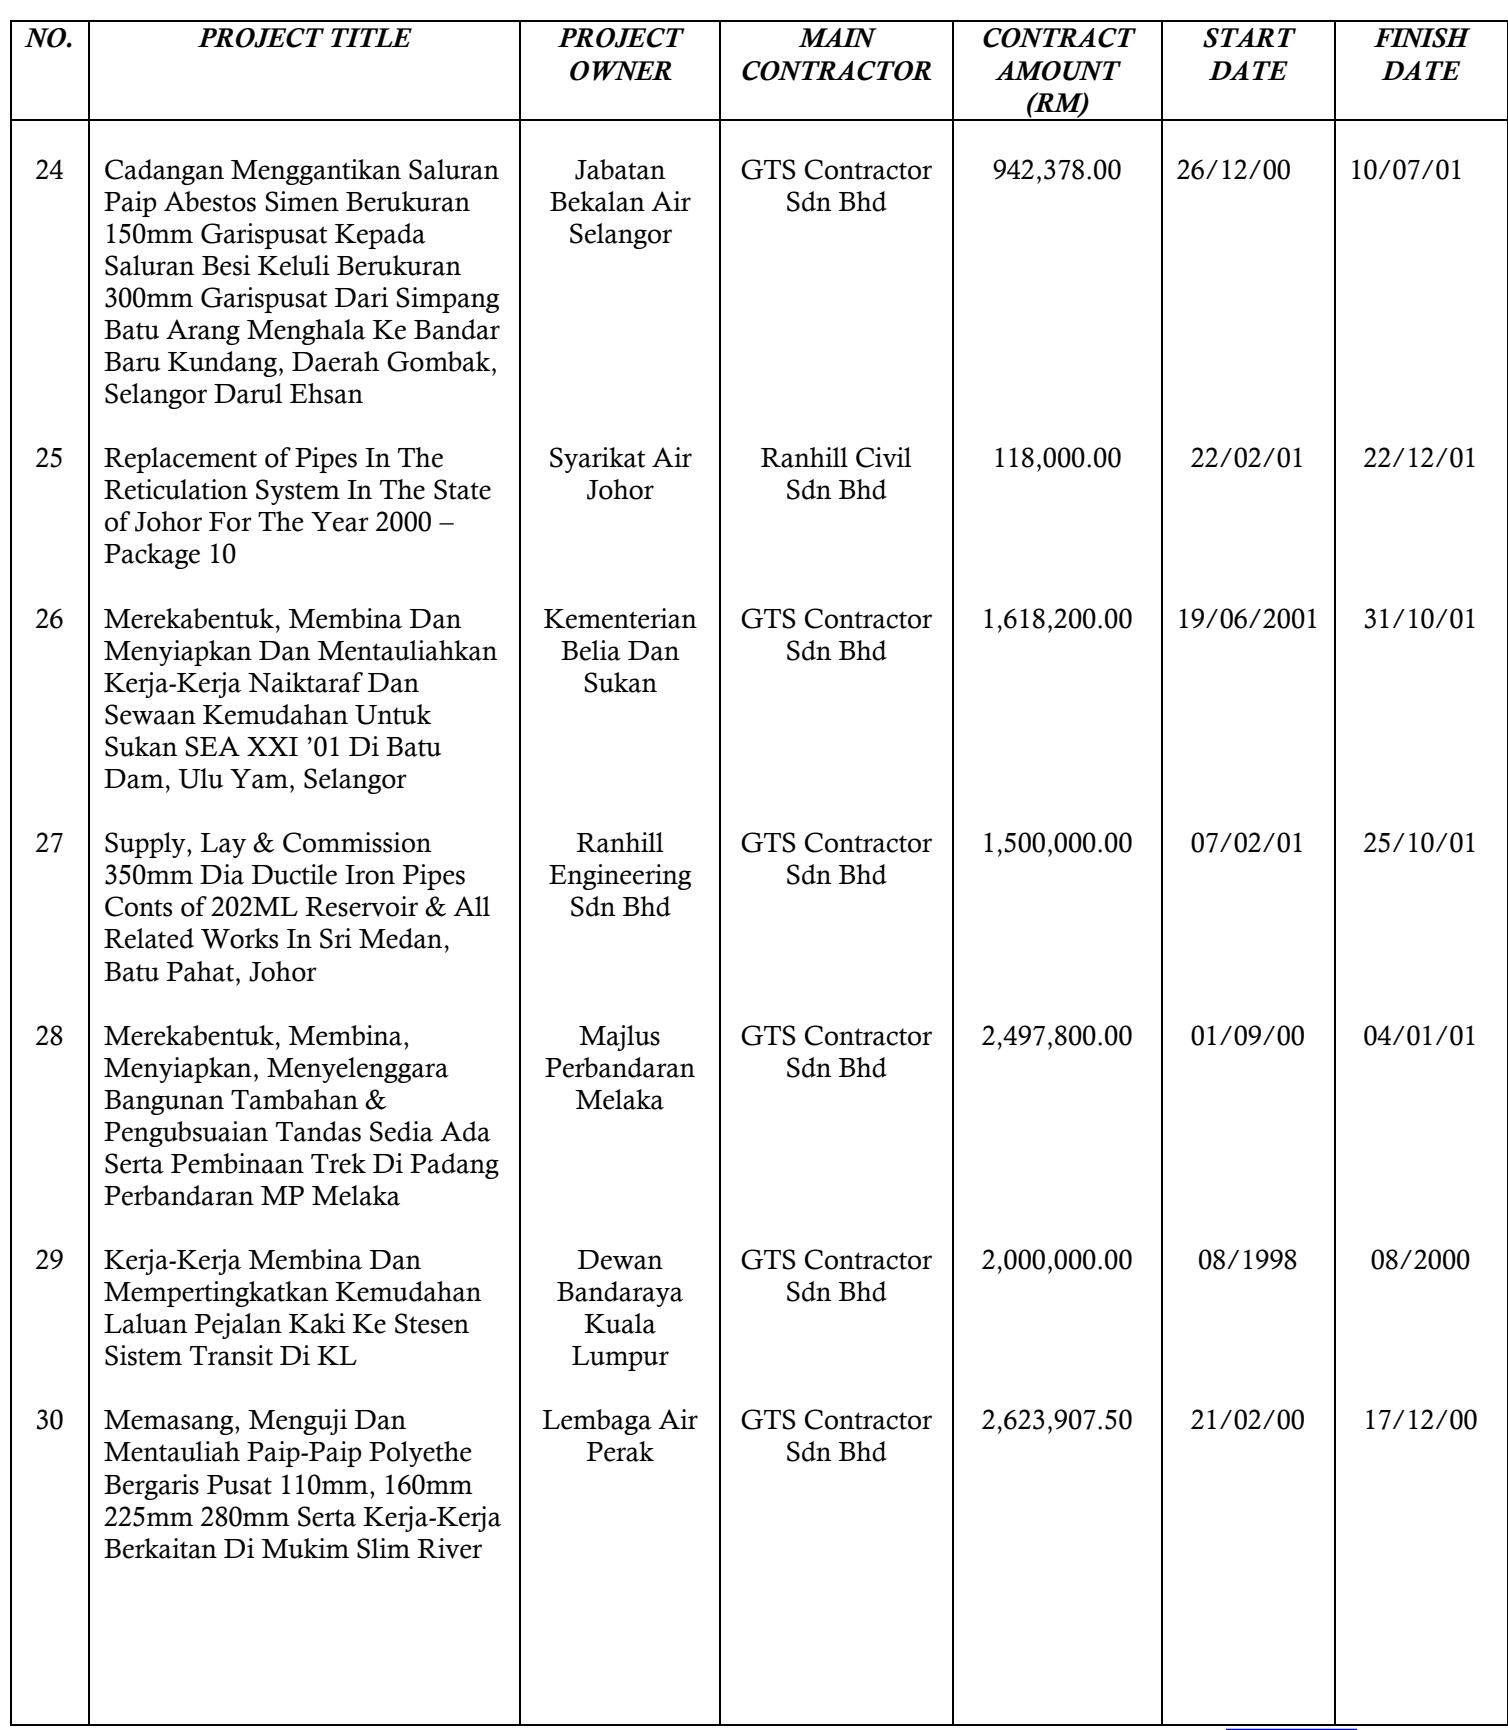 NO. PROJECT TITLE PROJECT OWNER MAIN CONTRACTOR CONTRACT AMOUNT (RM) START DATE FINISH DATE
24 Cadangan Menggantikan Saluran Jabatan GTS Contractor 942,378.00 26/12/00 10/07/01
Paip Abestos Simen Berukuran Bekalan Air Sdn Bhd
150mm Garispusat Kepada Selangor
Saluran Besi Keluli Berukuran
300mm Garispusat Dari Simpang
Batu Arang Menghala Ke Bandar
Baru Kundang, Daerah Gombak,
Selangor Darul Ehsan
25 Replacement of Pipes In The Syarikat Air Ranhill Civil 118,000.00 22/02/01 22/12/01
Reticulation System In The State Johor Sdn Bhd
of Johor For The Year 2000 –
Package 10
26 Merekabentuk, Membina Dan Kementerian GTS Contractor 1,618,200.00 19/06/2001 31/10/01
Menyiapkan Dan Mentauliahkan Belia Dan Sdn Bhd
Kerja-Kerja Naiktaraf Dan Sukan
Sewaan Kemudahan Untuk
Sukan SEA XXI ’01 Di Batu
Dam, Ulu Yam, Selangor
27 Supply, Lay & Commission Ranhill GTS Contractor 1,500,000.00 07/02/01 25/10/01
350mm Dia Ductile Iron Pipes Engineering Sdn Bhd
Conts of 202ML Reservoir & All Sdn Bhd
Related Works In Sri Medan,
Batu Pahat, Johor
28 Merekabentuk, Membina, Majlus GTS Contractor 2,497,800.00 01/09/00 04/01/01
Menyiapkan, Menyelenggara Perbandaran Sdn Bhd
Bangunan Tambahan & Melaka
Pengubsuaian Tandas Sedia Ada
Serta Pembinaan Trek Di Padang
Perbandaran MP Melaka
29 Kerja-Kerja Membina Dan Dewan GTS Contractor 2,000,000.00 08/1998 08/2000
Mempertingkatkan Kemudahan Bandaraya Sdn Bhd
Laluan Pejalan Kaki Ke Stesen Kuala
Sistem Transit Di KL Lumpur
30 Memasang, Menguji Dan Lembaga Air GTS Contractor 2,623,907.50 21/02/00 17/12/00
Mentauliah Paip-Paip Polyethe Perak Sdn Bhd
Bergaris Pusat 110mm, 160mm
225mm 280mm Serta Kerja-Kerja
Berkaitan Di Mukim Slim River